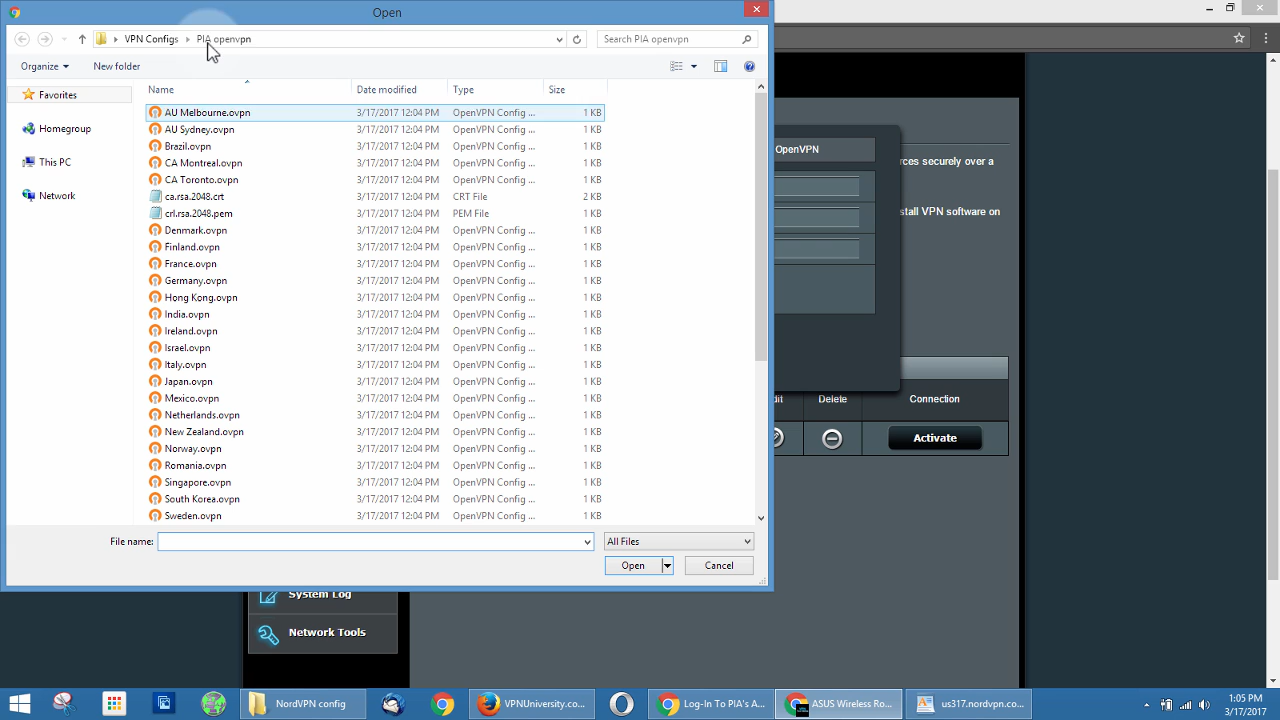 Open
VPN Configs PIA openvpn Search PIA openvpn
Organize New folder
Name Date modified Type Size
Favorites
Homegroup
This PC
Network
AU Melbourne.ovpn 3/17/2017 12:04 PM OpenVPN Config ... 1 KB
AU Sydney.ovpn 3/17/2017 12:04 PM OpenVPN Config ... 1 KB
Brazil.ovpn 3/17/2017 12:04 PM OpenVPN Config ... 1 KB
CA Montreal.ovpn 3/17/2017 12:04 PM OpenVPN Config ... 1 KB
CA Toronto.ovpn 3/17/2017 12:04 PM OpenVPN Config ... 1 KB
ca.rsa.2048.crt 3/17/2017 12:04 PM CRT File 2 KB
crl.rsa.2048.pem 3/17/2017 12:04 PM PEM File 1 KB
Denmark.ovpn 3/17/2017 12:04 PM OpenVPN Config ... 1 KB
Finland.ovpn 3/17/2017 12:04 PM OpenVPN Config ... 1 KB
France.ovpn 3/17/2017 12:04 PM OpenVPN Config ... 1 KB
Germany.ovpn 3/17/2017 12:04 PM OpenVPN Config ... 1 KB
Hong Kong.ovpn 3/17/2017 12:04 PM OpenVPN Config ... 1 KB
India.ovpn 3/17/2017 12:04 PM OpenVPN Config ... 1 KB
Ireland.ovpn 3/17/2017 12:04 PM OpenVPN Config ... 1 KB
Israel.ovpn 3/17/2017 12:04 PM OpenVPN Config ... 1 KB
Italy.ovpn 3/17/2017 12:04 PM OpenVPN Config ... 1 KB
Japan.ovpn 3/17/2017 12:04 PM OpenVPN Config ... 1 KB
Mexico.ovpn 3/17/2017 12:04 PM OpenVPN Config ... 1 KB
Netherlands.ovpn 3/17/2017 12:04 PM OpenVPN Config ... 1 KB
New Zealand.ovpn 3/17/2017 12:04 PM OpenVPN Config ... 1 KB
Norway.ovpn 3/17/2017 12:04 PM OpenVPN Config ... 1 KB
Romania.ovpn 3/17/2017 12:04 PM OpenVPN Config ... 1 KB
Singapore.ovpn 3/17/2017 12:04 PM OpenVPN Config ... 1 KB
South Korea.ovpn 3/17/2017 12:04 PM OpenVPN Config ... 1 KB
Sweden.ovpn 3/17/2017 12:04 PM OpenVPN Config ... 1 KB
File name: All Files
Open Cancel
OpenVPN
rces securely over a
stall VPN software on
dit Delete Connection
Activate
System Log
Network Tools
NordVPN config VPNUniversity.co... Log-In To PIA's A... ASUS Wireless Ro... us317.nordvpn.co...
1:05 PM
3/17/2017